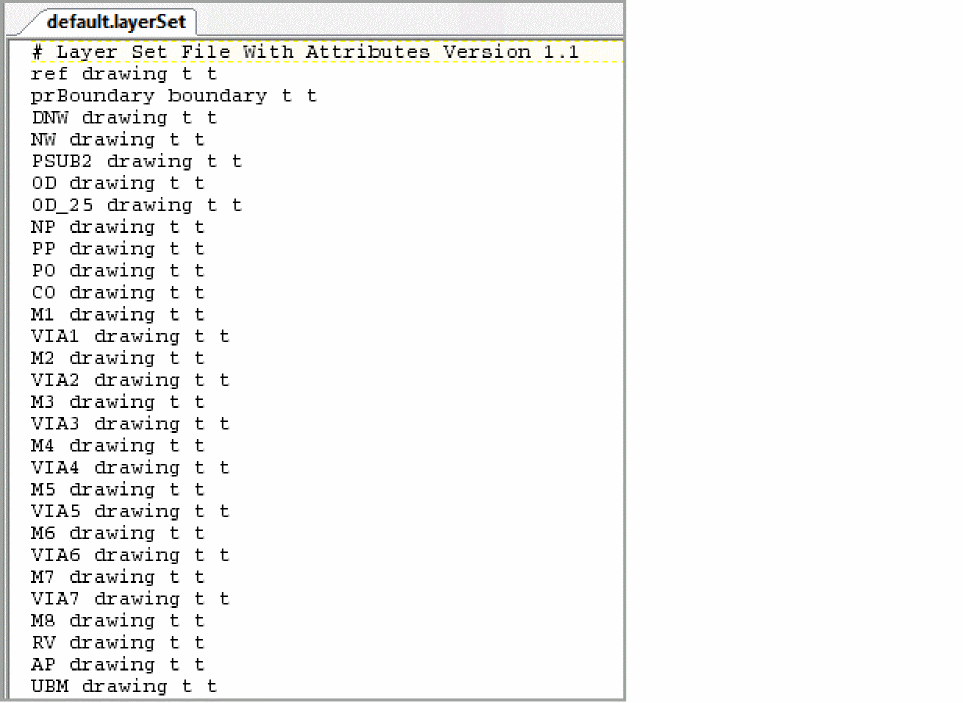 default.layerSet
# Layer Set File With Attributes Version 1.1
ref drawing t t
prBoundary boundary t t
DNW drawing t t
NW drawing t t
PSUB2 drawing t t
OD drawing t t
OD_25 drawing t t
NP drawing t t
PP drawing t t
PO drawing t t
CO drawing t t
M1 drawing t t
VIA1 drawing t t
M2 drawing t t
VIA2 drawing t t
M3 drawing t t
VIA3 drawing t t
M4 drawing t t
VIA4 drawing t t
M5 drawing t t
VIA5 drawing t t
M6 drawing t t
VIA6 drawing t t
M7 drawing t t
VIA7 drawing t t
M8 drawing t t
RV drawing t t
AP drawing t t
UBM drawing t t